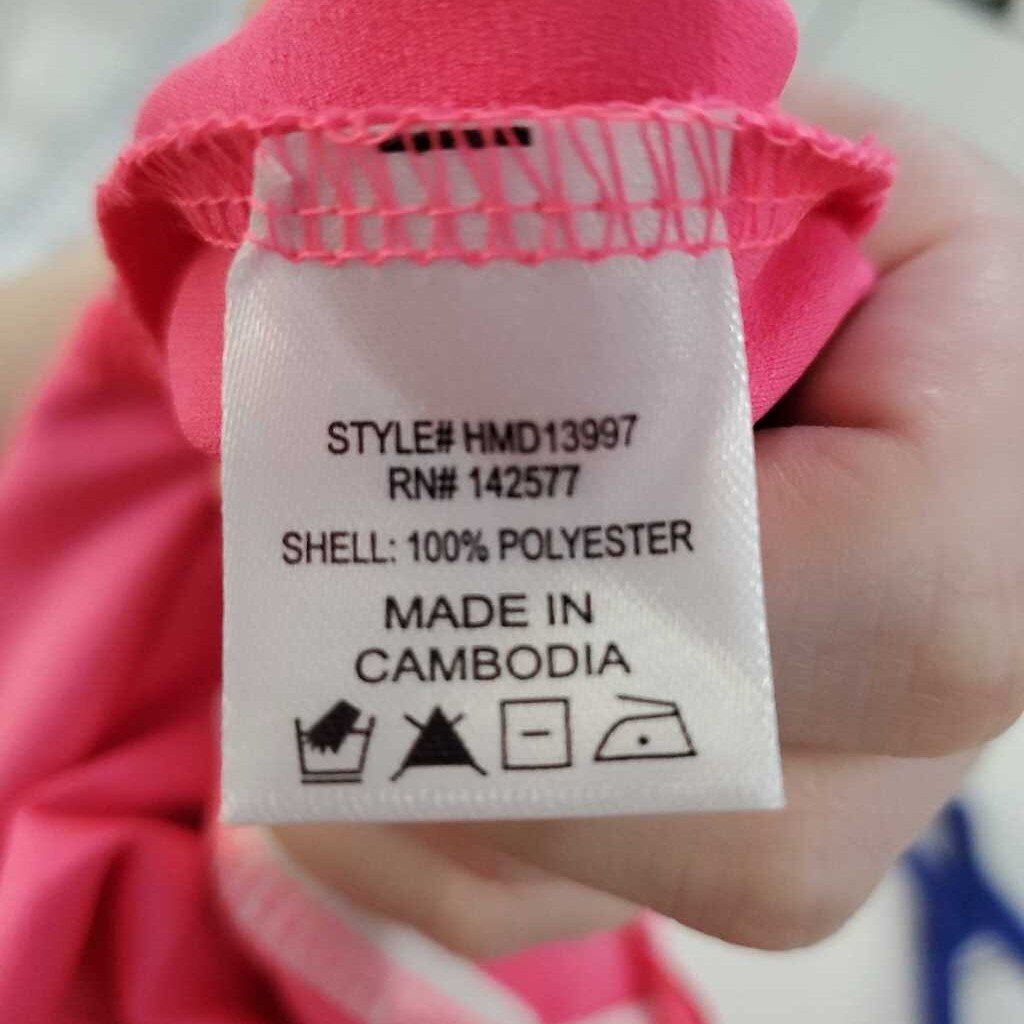 STYLE# HMD13997
RN# 142577
SHELL: 100% POLYESTER
MADE IN
CAMBODIA